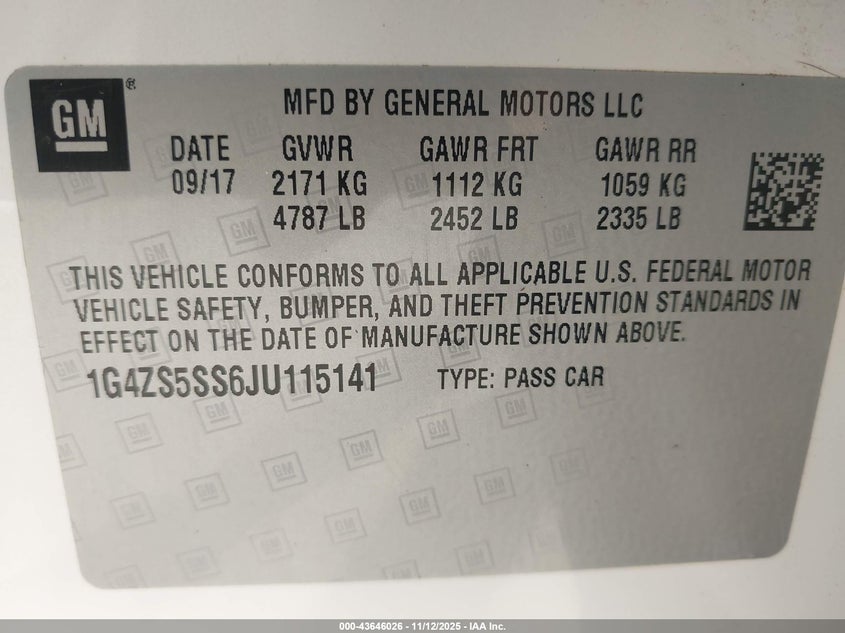 GM ®
MFD BY GENERAL MOTORS LLC
DATE GVWR GAWR FRT GAWR RR
09/17 2171 KG 1112 KG 1059 KG
4787 LB 2452 LB 2335 LB
THIS VEHICLE CONFORMS TO ALL APPLICABLE U.S. FEDERAL MOTOR
VEHICLE SAFETY, BUMPER, AND THEFT PREVENTION STANDARDS IN
EFFECT ON THE DATE OF MANUFACTURE SHOWN ABOVE.
1G4ZS5SS6JU115141 TYPE: PASS CAR
000-43646026 - 11/12/2025 - IAA Inc.